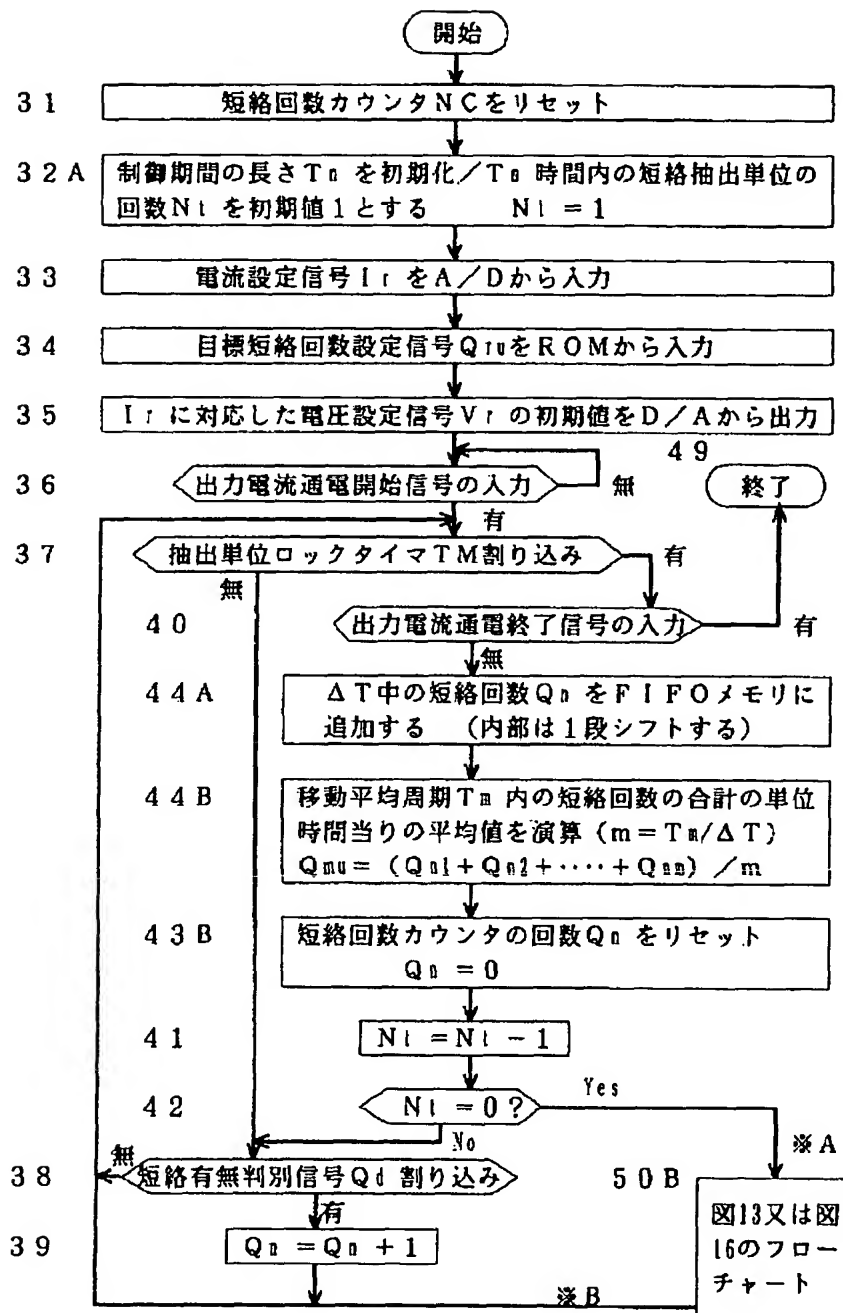 開始
31 短絡回数カウンタNCをリセット
32A 制御期間の長さTnを初期化／Tn時間内の短絡抽出単位の
回数Ntを初期値1とする Nt＝1
33 電流設定信号IrをA／Dから入力
34 目標短絡回数設定信号QruをROMから入力
35 Irに対応した電圧設定信号Vrの初期値をD／Aから出力
49
36 出力電流通電開始信号の入力 無 終了
有
37 抽出単位ロックタイマTM割り込み 有
無
40 出力電流通電終了信号の入力 有
無
44A ΔT中の短絡回数QnをFIFOメモリに
追加する （内部は1段シフトする）
44B 移動平均周期Tm内の短絡回数の合計の単位
時間当りの平均値を演算（m＝Tm/ΔT）
Qmu＝（Qn1＋Qn2＋‥‥＋Qnm）／m
43B 短絡回数カウンタの回数Qnをリセット
Qn＝0
41 Nt＝Nt－1
42 Nt＝0？ Yes
No ※A
無
38 短絡有無判別信号Qd割り込み 50B
有
39 Qn＝Qn＋1
図13又は図
16のフロー
チャート
※B